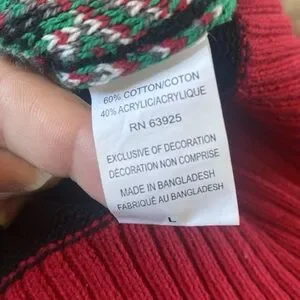 60% COTTON/COTON
40% ACRYLIC/ACRYLIQUE
RN 63925
EXCLUSIVE OF DECORATION
DÉCORATION NON COMPRISE
MADE IN BANGLADESH
FABRIQUÉ AU BANGLADESH
L